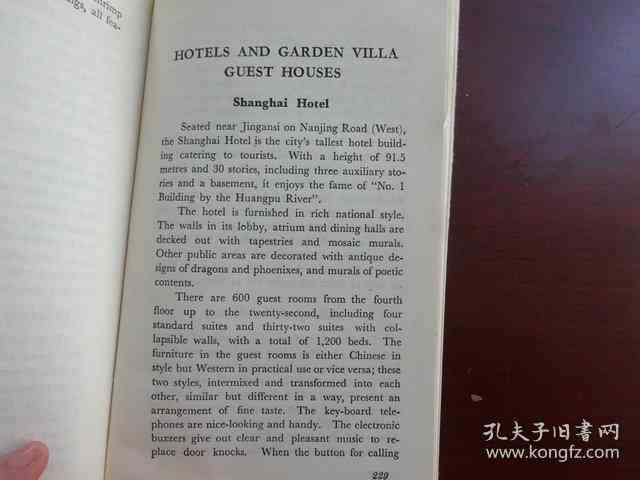 shrimp
ngs, all fea-
HOTELS AND GARDEN VILLA
GUEST HOUSES
Shanghai Hotel
Seated near Jingansi on Nanjing Road (West),
the Shanghai Hotel is the city's tallest hotel build-
ing catering to tourists. With a height of 91.5
metres and 30 stories, including three auxiliary sto-
ries and a basement, it enjoys the fame of "No. 1
Building by the Huangpu River".
The hotel is furnished in rich national style.
The walls in its lobby, atrium and dining halls are
decked out with tapestries and mosaic murals.
Other public areas are decorated with antique de-
signs of dragons and phoenixes, and murals of poetic
contents.
There are 600 guest rooms from the fourth
floor up to the twenty-second, including four
standard suites and thirty-two suites with col-
lapsible walls, with a total of 1,200 beds. The
furniture in the guest rooms is either Chinese in
style but Western in practical use or vice versa; these
two styles, intermixed and transformed into each
other, similar but different in a way, present an
arrangement of fine taste. The key-board tele-
phones are nice-looking and handy. The electronic
buzzers give out clear and pleasant music to re-
place door knocks. When the button for calling
229
孔夫子旧书网
www.kongfz.com